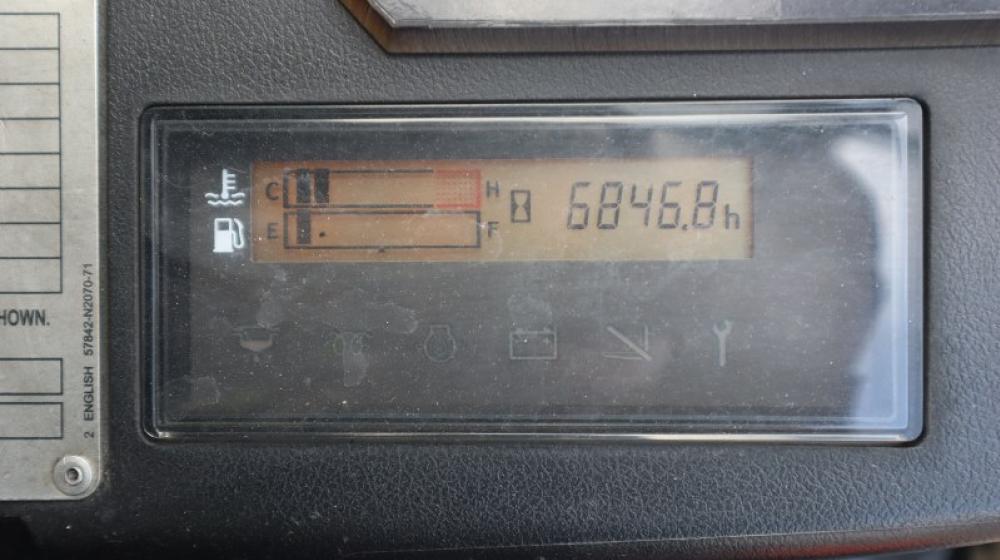 C H 6846.8h
E F
HOWN.
2 ENGLISH 57842-N2070-71